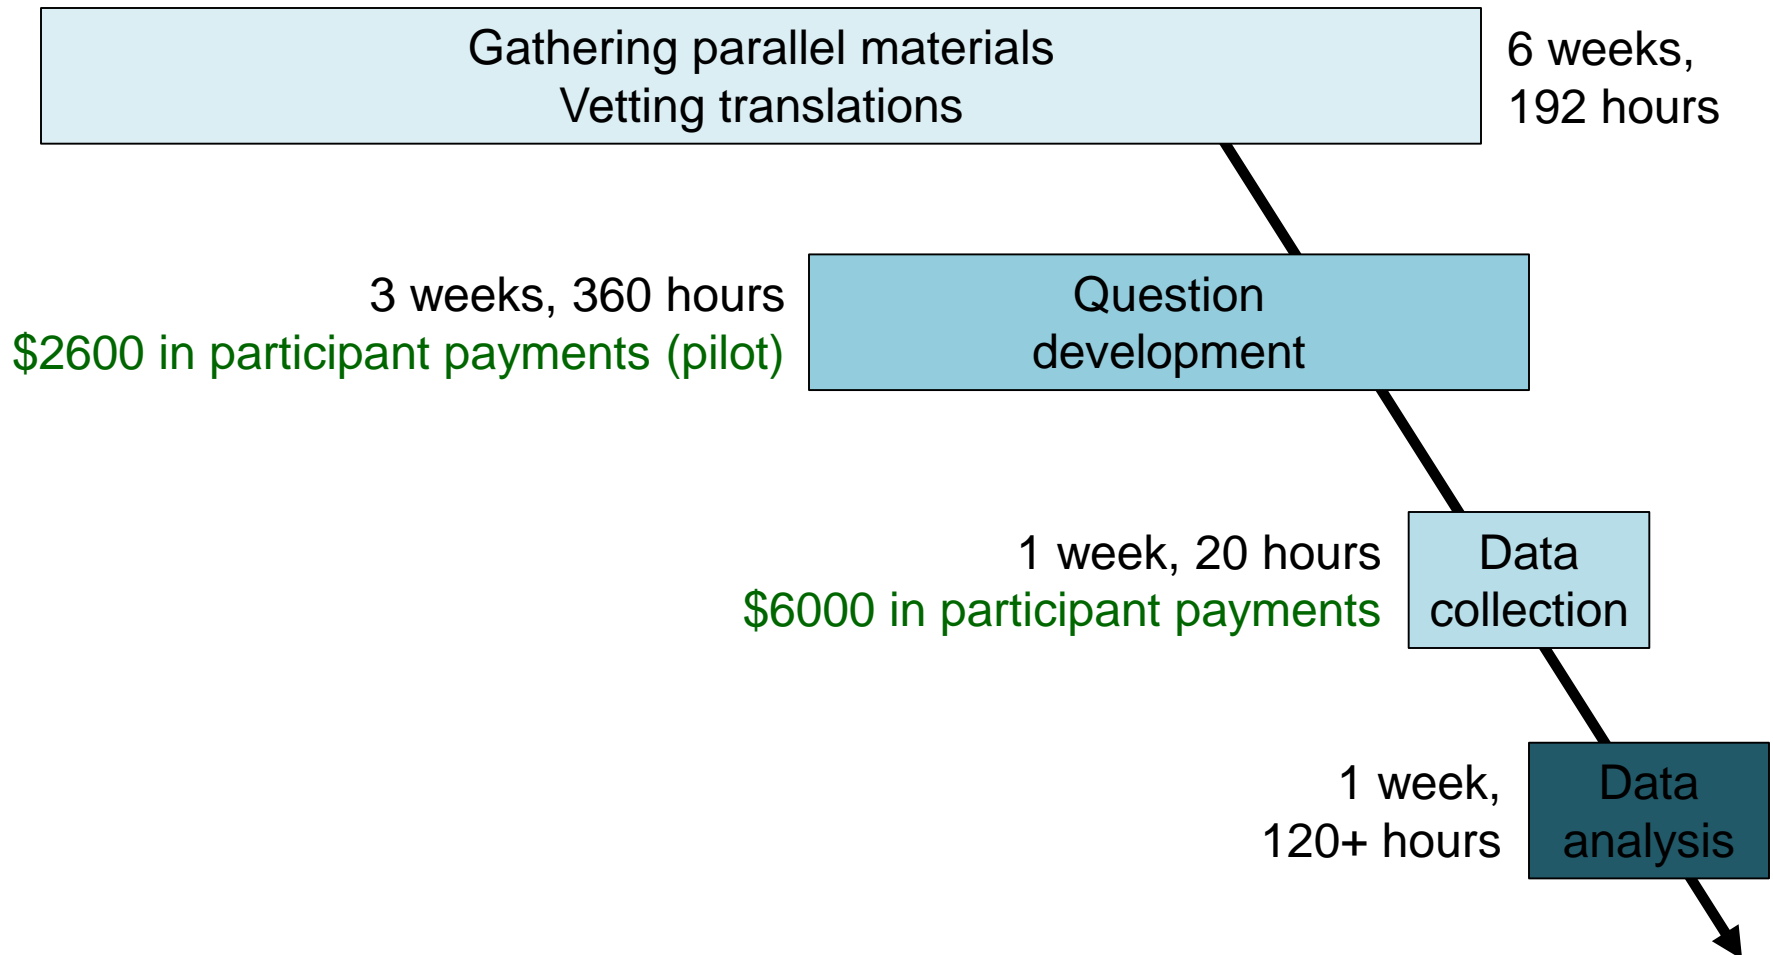 Gathering parallel materials
Vetting translations
6 weeks,
192 hours
3 weeks, 360 hours
$2600 in participant payments (pilot)
Question
development
1 week, 20 hours
$6000 in participant payments
Data
collection
1 week,
120+ hours
Data
analysis